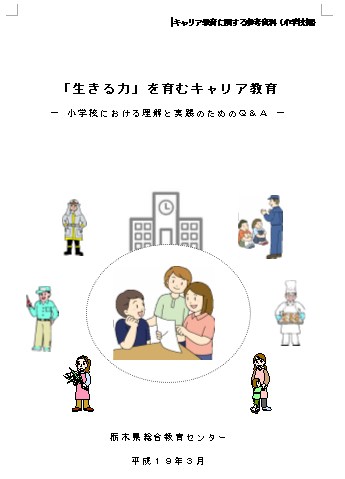 キャリア教育に関する参考資料（小学校編）
「生きる力」を育むキャリア教育
－ 小学校における理解と実践のためのＱ＆Ａ －
栃木県総合教育センター
平成１９年３月